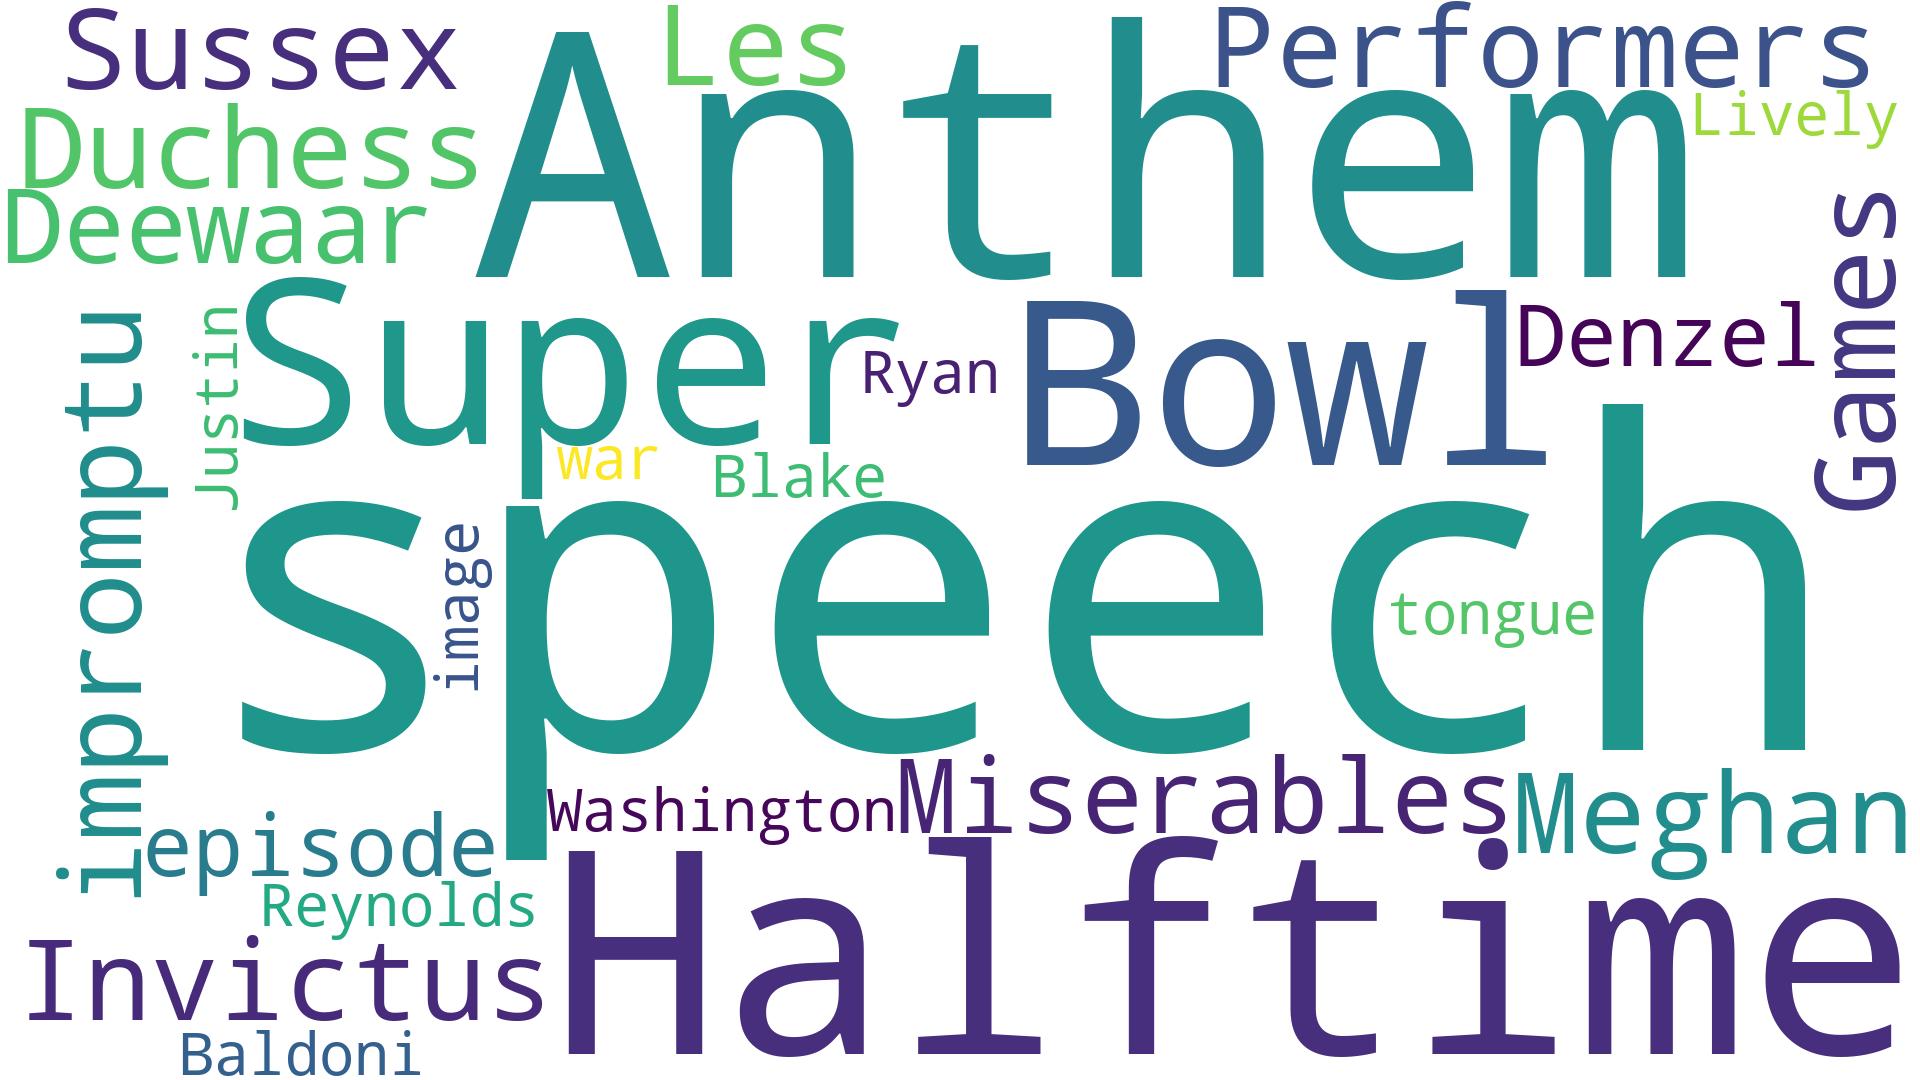 Sussex
Les
Performers
Anthem
Lively
Duchess
Deewaar
Games
Super
Bowl
Denzel
impromptu
Justin
Ryan
war
Blake
speech
image
tongue
Miserables
Meghan
Washington
episode
Halftime
Reynolds
Invictus
Baldoni